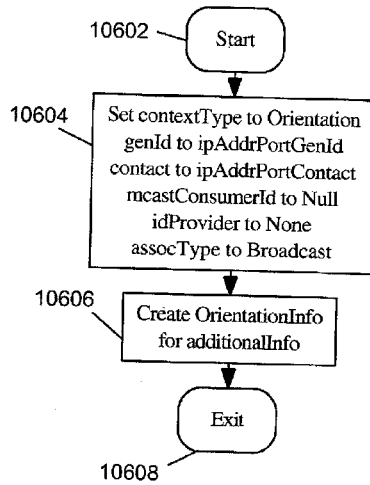 10602
Start
10604
Set contextType to Orientation
genId to ipAddrPortGenId
contact to ipAddrPortContact
mcastConsumerId to Null
idProvider to None
assocType to Broadcast
10606
Create OrientationInfo
for additionalInfo
Exit
10608